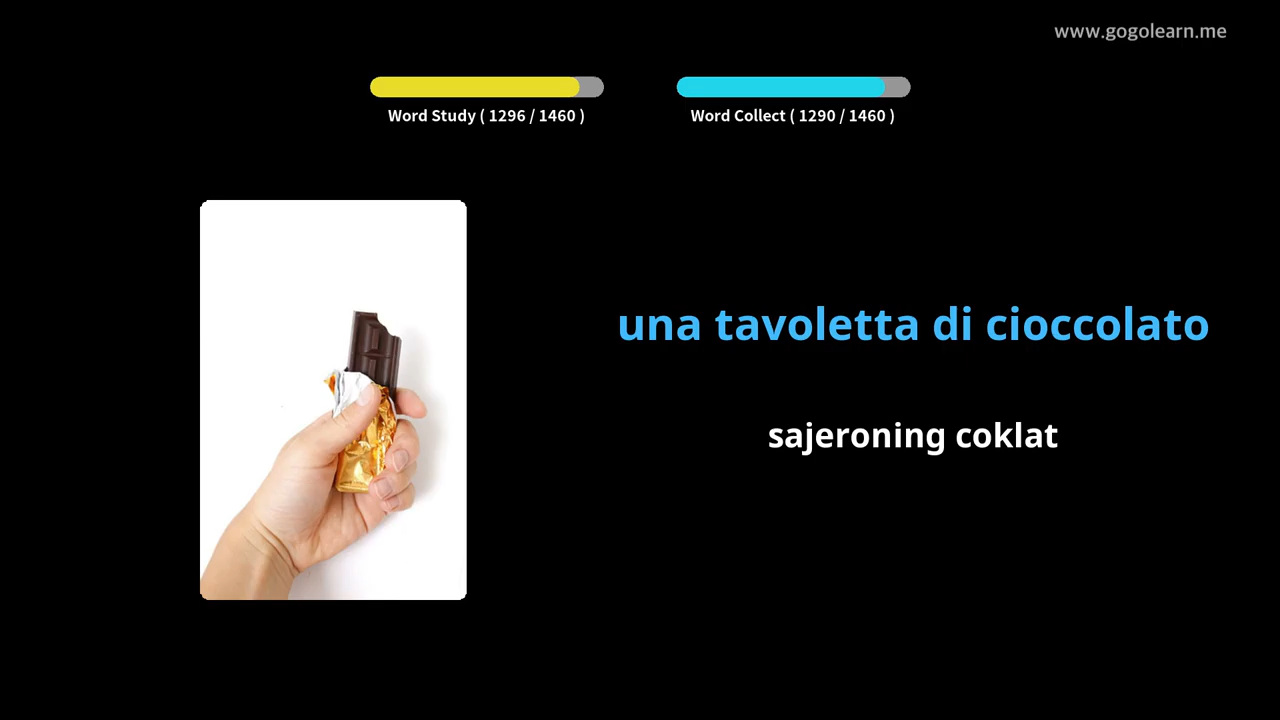 www.gogolearn.me
Word Study ( 1296 / 1460 )
Word Collect ( 1290 / 1460 )
una tavoletta di cioccolato
sajeroning coklat